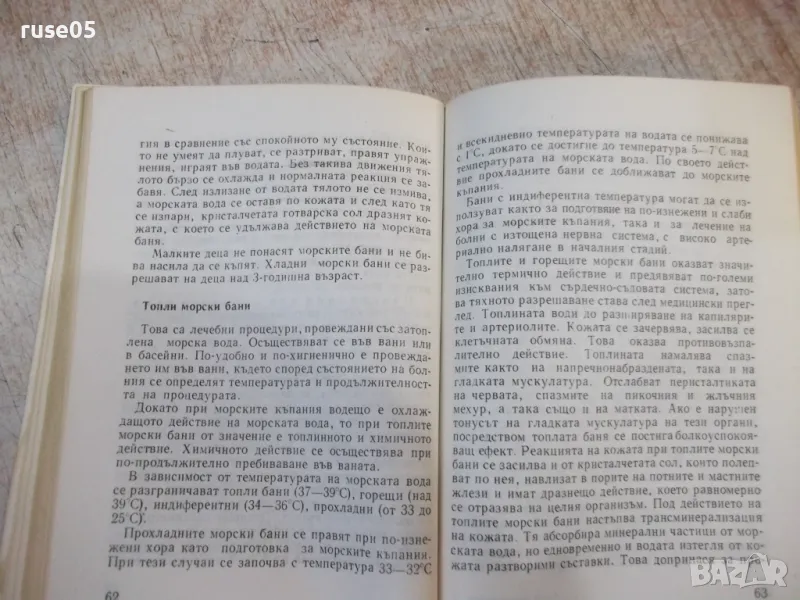 ruse05
гия в сравнение със спокойното му състояние. Кои-
то не умеят да плуват, се разтриват, правят упраж-
нения, играят във водата. Без такива движения тя-
лото бързо се охлажда и нормалната реакция се за-
бавя. След излизане от водата тялото не се измива,
а морската вода се оставя по кожата и след като тя
се изпари, кристалчетата готварска сол дразнят ко-
жата, с което се удължава действието на морската
баня.
Малките деца не понасят морските бани и не би-
ва насила да се къпят. Хладни морски бани се раз-
решават на деца над 3-годишна възраст.
Топли морски бани
Това са лечебни процедури, провеждани със затоп-
лена морска вода. Осъществяват се във вани или
в басейни. По-удобно и по-хигиенично е провежда-
нето им във вани, където според състоянието на бол-
ния се определят температурата и продължителност-
та на процедурата.
Докато при морските къпания водещо е охлаж-
дащото действие на морската вода, то при топлите
морски бани от значение е топлинното и химичното
действие. Химичното действие се осъществява при
по-продължително пребиваване във ваната.
В зависимост от температурата на морската вода
се разграничават топли бани (37—39°С), горещи (над
39°С), индиферентни (34—36°С), прохладни (от 33 до
25°С).
Прохладните морски бани се правят при по-изне-
жени хора като подготовка за морските къпания.
При тези случаи се започва с температура 33—32°С
62
и всекидневно температурата на водата се понижава
с 1°С, докато се достигне до температура 5—7°С над
температурата на морската вода. По своето дейст-
вие прохладните бани се доближават до морските
къпания.
Бани с индиферентна температура могат да се из-
ползуват както за подготвяне на по-изнежени и слаби
хора за морските къпания, така и за лечение на
болни с изтощена нервна система, с високо арте-
риално налягане в началния стадий.
Топлите и горещите морски бани оказват значи-
телно термично действие и предявяват по-големи
изисквания към сърдечно-съдовата система, зато-
ва тяхното разрешаване става след медицински прег-
лед. Топлината води до разширяване на капилярите
и артериолите. Кожата се зачервява, засилва се
клетъчната обмяна. Това оказва противовъзпа-
лително действие. Топлината намалява спаз-
мите както на напречнонабраздената, така и на
гладката мускулатура. Отслабват перисталтиката
на червата, спазмите на пикочния и жлъчния
мехур, а така също и на матката. Ако е нарушен
тонусът на гладката мускулатура на тези органи,
посредством топлата баня се постига болкоуспокоя-
ващ ефект. Реакцията на кожата при топлите морски
бани се засилва и от кристалчетата сол, които полеп-
ват по нея, навлизат в порите на потните и мастните
жлези и имат дразнещо действие, което равномерно
се отразява на целия организъм. Под действието на
топлите морски бани настъпва трансминерализация
на кожата. Тя абсорбира минерални частици от мор-
ската вода, но едновременно и водата изтегля от ко-
жата разтворими съставки. Това допринася за
63
BAZAR